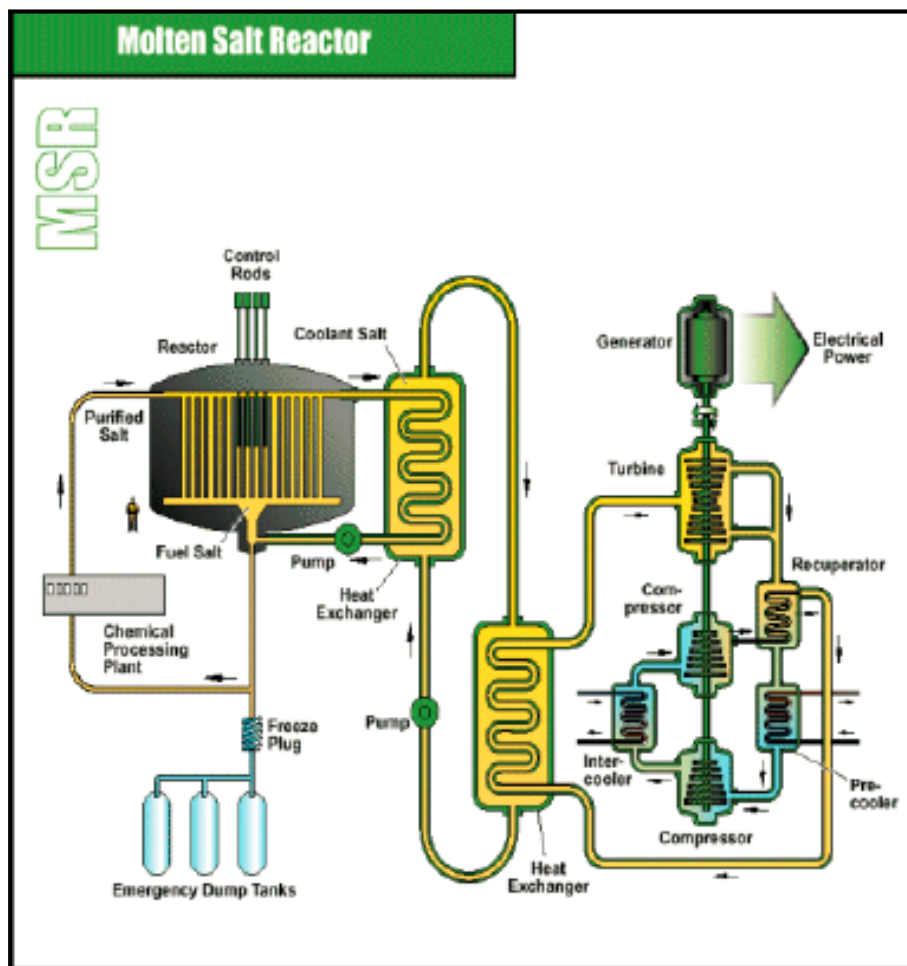 Molten Salt Reactor
MSR
Control
Rods
Coolant Salt
Reactor
Generator
Electrical
Power
Purified
Salt
Turbine
Fuel Salt
Pump
Heat
Exchanger
Recuperator
Com-
pressor
Chemical
Processing
Plant
Pump
Freeze
Plug
Inter-
cooler
Pre-
cooler
Compressor
Heat
Exchanger
Emergency Dump Tanks